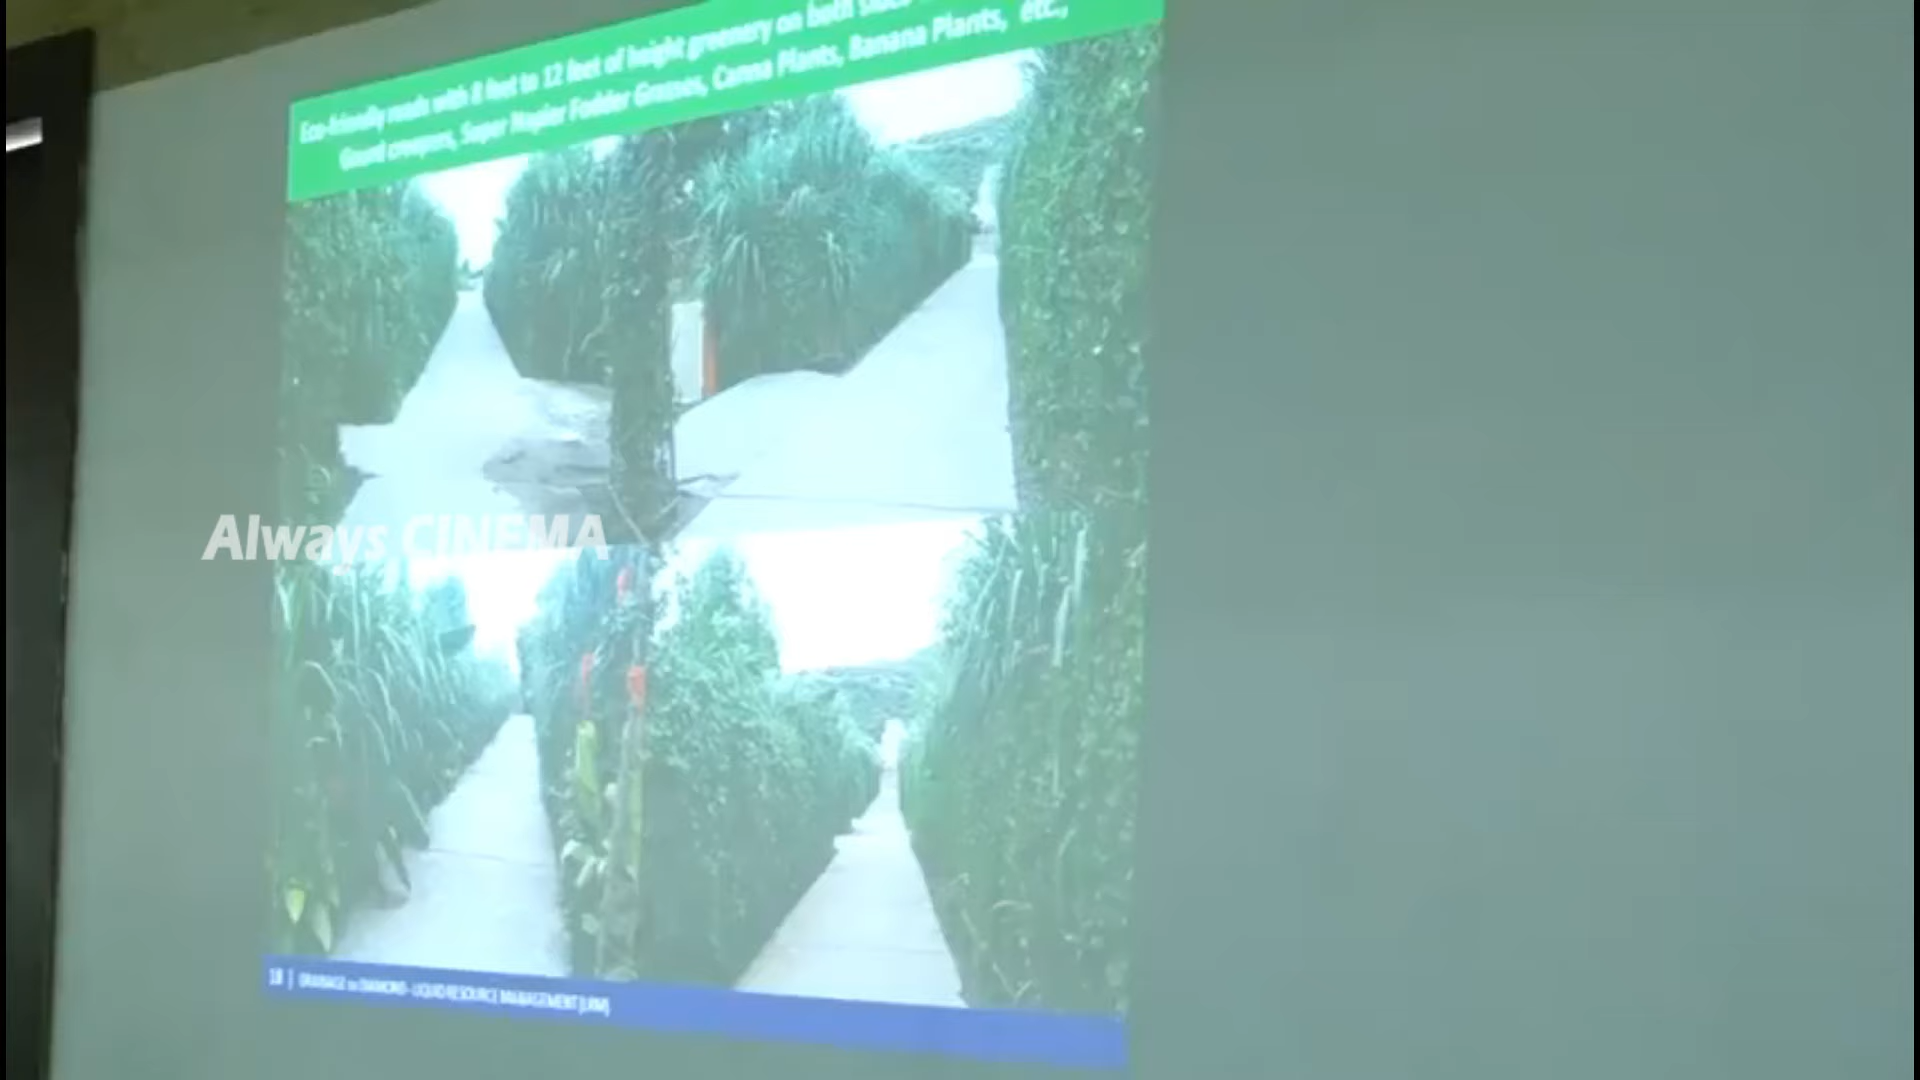 Eco-friendly roads with 8 feet to 12 feet of height greenery on both sides
Gourd creepers, Super Napier Fodder Grasses, Canna Plants, Banana Plants, etc.,
Always CINEMA
18 | DRAINAGE to DIAMOND - LIQUID RESOURCE MANAGEMENT (LRM)